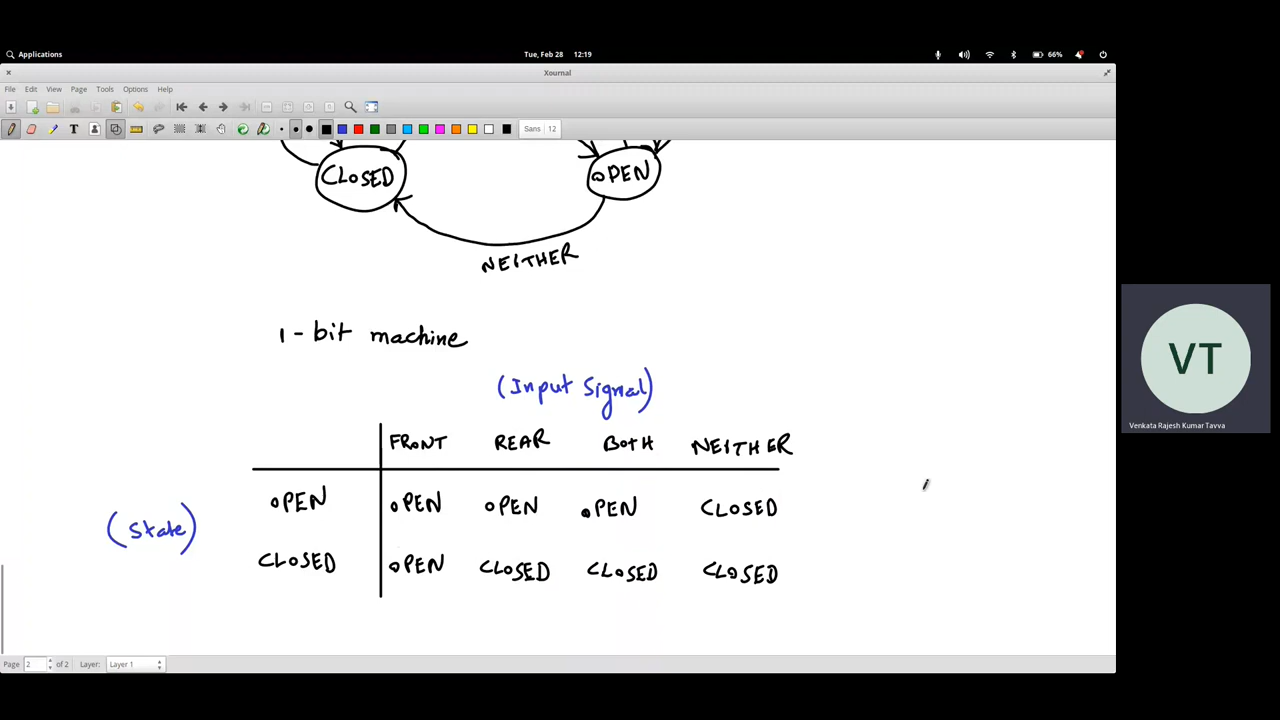 Applications
Tue, Feb 28 12:19
66%
Xournal
File Edit View Page Tools Options Help
Sans 12
CLOSED
OPEN
NEITHER
1-bit machine
(Input Signal)
FRONT REAR BOTH NEITHER
OPEN OPEN OPEN OPEN CLOSED
(State)
CLOSED OPEN CLOSED CLOSED CLOSED
VT
Venkata Rajesh Kumar Tavva
Page 2 of 2 Layer: Layer 1